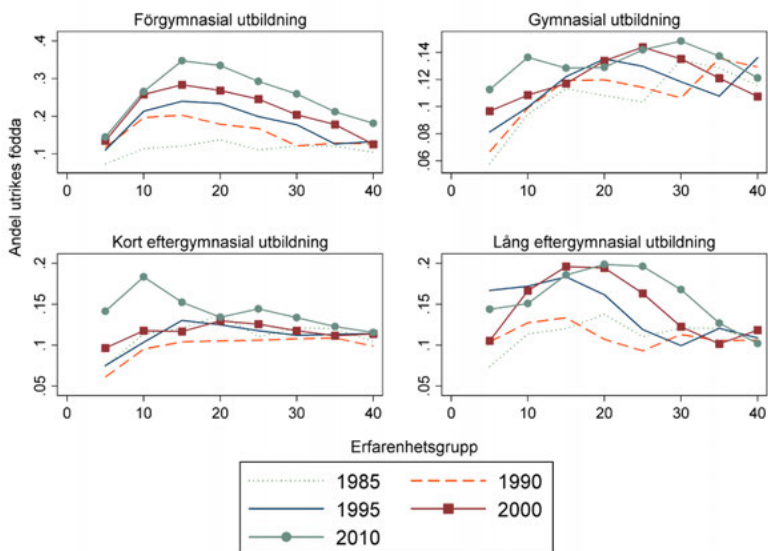 Förgymnasial utbildning
Gymnasial utbildning
.4
.3
.2
.1
0 10 20 30 40
.14
.12
.1
.08
.06
0 10 20 30 40
Andel utrikes födda
Kort eftergymnasial utbildning
Lång eftergymnasial utbildning
.2
.15
.1
.05
0 10 20 30 40
.2
.15
.1
.05
0 10 20 30 40
Erfarenhetsgrupp
1985 1990
1995 2000
2010